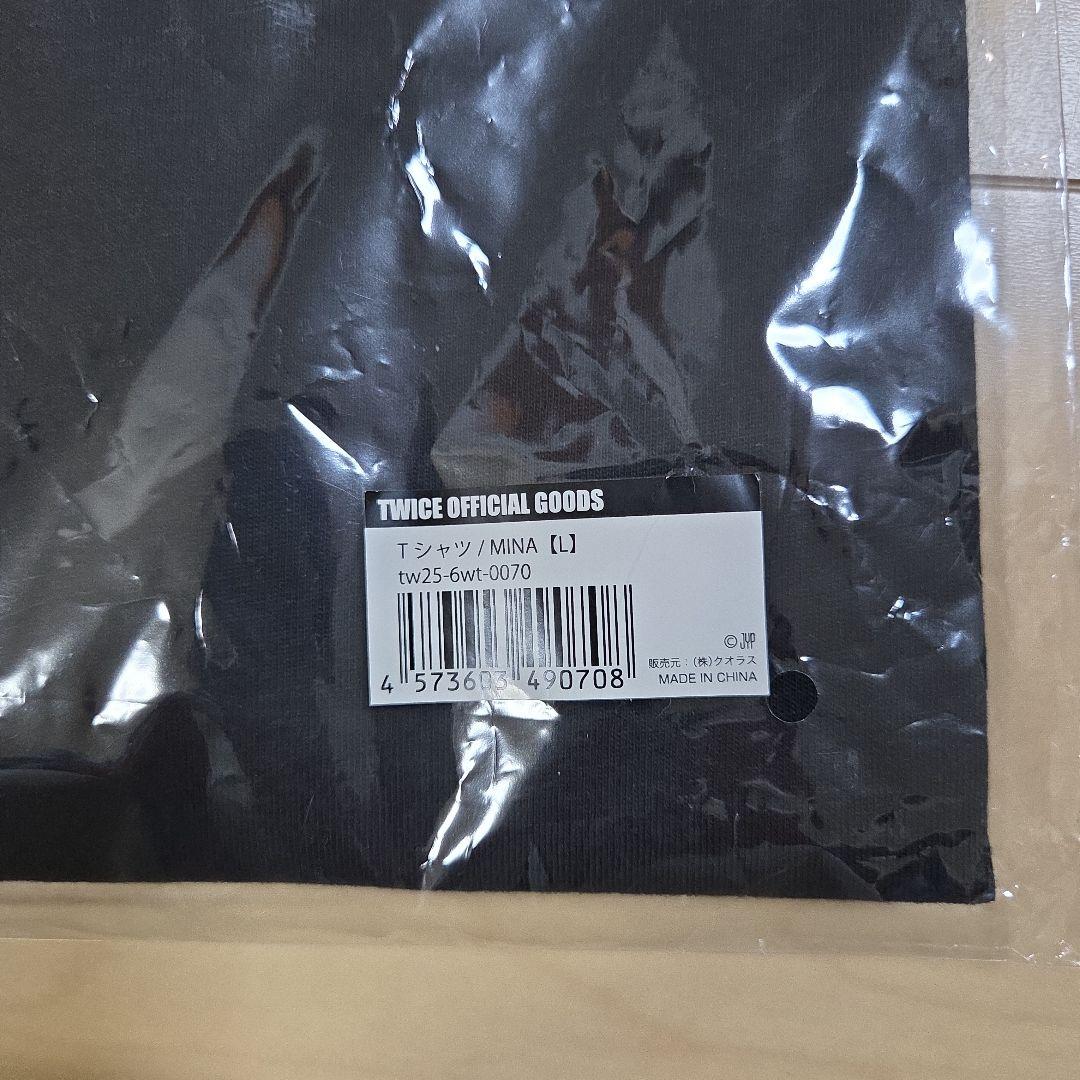 TWICE OFFICIAL GOODS
Tシャツ / MINA【L】
tw25-6wt-0070
4 573603 490708
© JYP
販売元：(株)クオラス
MADE IN CHINA